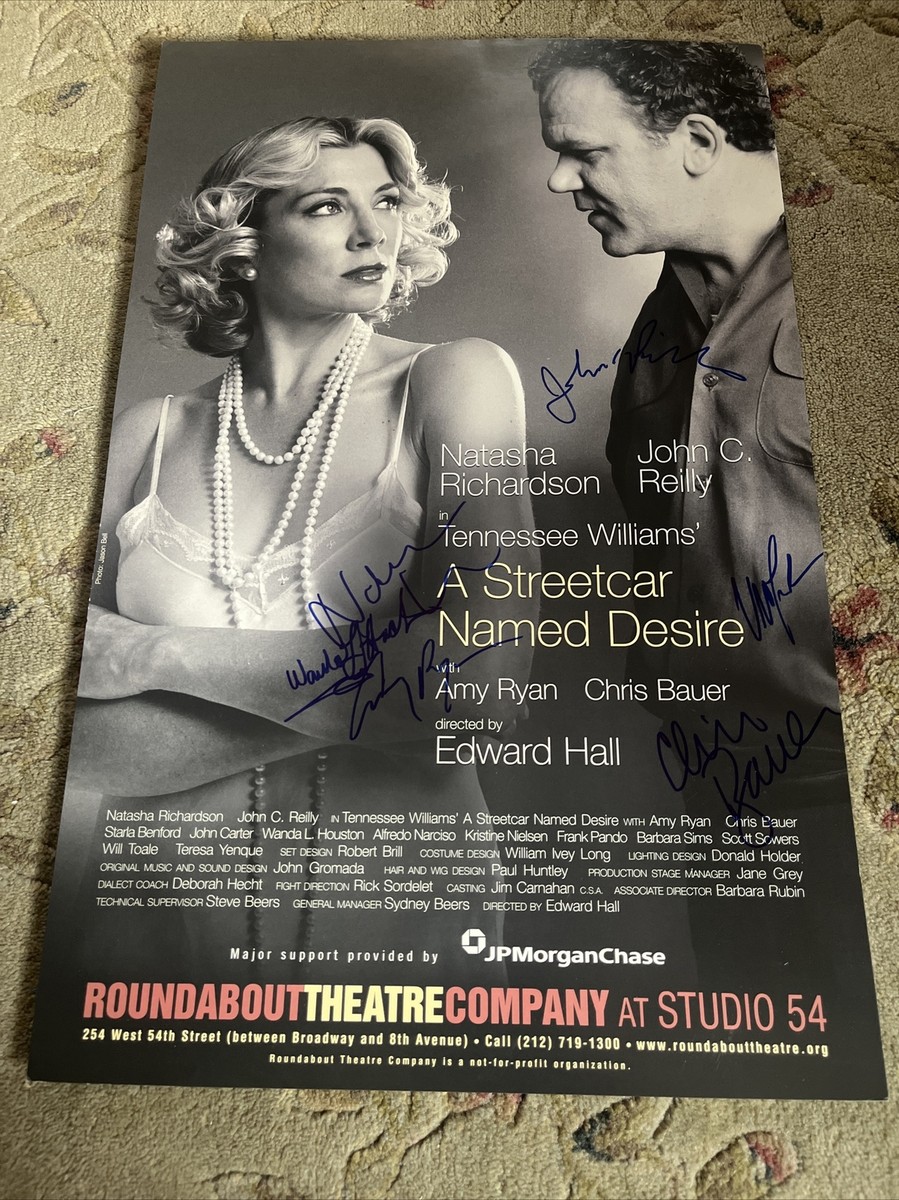 Photo: Jason Bell
Natasha Richardson
John C. Reilly
in
Tennessee Williams'
A Streetcar
Named Desire
with
Amy Ryan Chris Bauer
directed by
Edward Hall
Chris Bauer
Amy Ryan
Natasha Richardson John C. Reilly IN Tennessee Williams' A Streetcar Named Desire WITH Amy Ryan Chris Bauer
Starla Benford John Carter Wanda L. Houston Alfredo Narciso Kristine Nielsen Frank Pando Barbara Sims Scott Sowers
Will Toale Teresa Yenque SET DESIGN Robert Brill COSTUME DESIGN William Ivey Long LIGHTING DESIGN Donald Holder
ORIGINAL MUSIC AND SOUND DESIGN John Gromada HAIR AND WIG DESIGN Paul Huntley PRODUCTION STAGE MANAGER Jane Grey
DIALECT COACH Deborah Hecht FIGHT DIRECTION Rick Sordelet CASTING Jim Carnahan C.S.A. ASSOCIATE DIRECTOR Barbara Rubin
TECHNICAL SUPERVISOR Steve Beers GENERAL MANAGER Sydney Beers DIRECTED BY Edward Hall
Major support provided by JPMorganChase
ROUNDABOUTTHEATRECOMPANY AT STUDIO 54
254 West 54th Street (between Broadway and 8th Avenue) • Call (212) 719-1300 • www.roundabouttheatre.org
Roundabout Theatre Company is a not-for-profit organization.